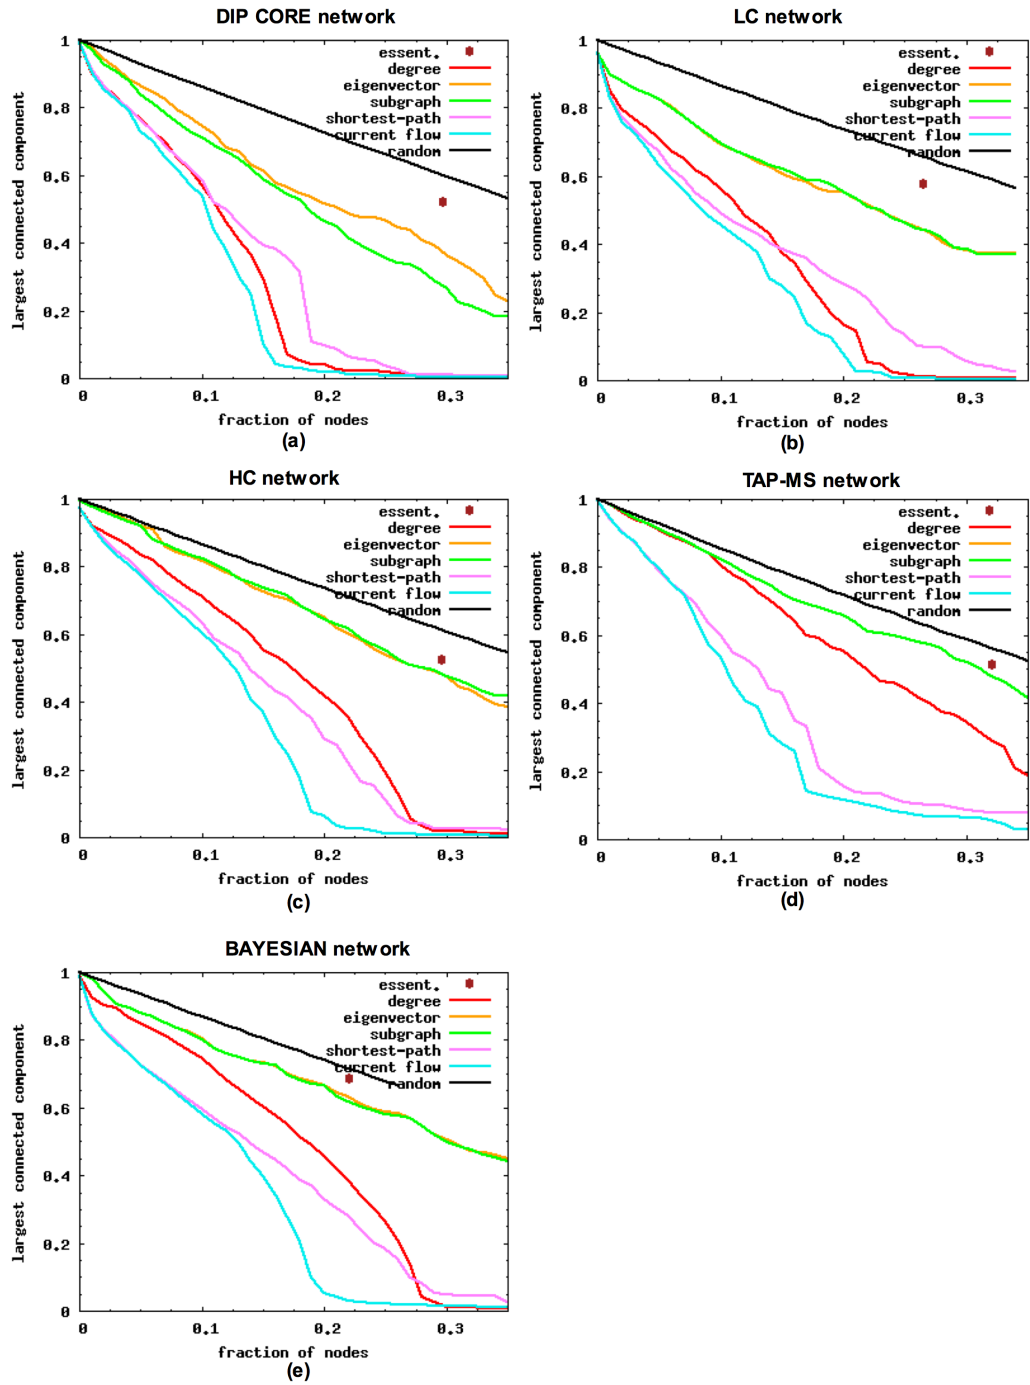 DIP CORE network
1
0.8
0.6
0.4
0.2
0
0
0.1
0.2
0.3
largest connected component
fraction of nodes
essent.
degree
eigenvector
subgraph
shortest-path
current flow
random
(a)
LC network
1
0.8
0.6
0.4
0.2
0
0
0.1
0.2
0.3
largest connected component
fraction of nodes
essent.
degree
eigenvector
subgraph
shortest-path
current flow
random
(b)
HC network
1
0.8
0.6
0.4
0.2
0
0
0.1
0.2
0.3
largest connected component
fraction of nodes
essent.
degree
eigenvector
subgraph
shortest-path
current flow
random
(c)
TAP-MS network
1
0.8
0.6
0.4
0.2
0
0
0.1
0.2
0.3
largest connected component
fraction of nodes
essent.
degree
eigenvector
subgraph
shortest-path
current flow
random
(d)
BAYESIAN network
1
0.8
0.6
0.4
0.2
0
0
0.1
0.2
0.3
largest connected component
fraction of nodes
essent.
degree
eigenvector
subgraph
shortest-path
current flow
random
(e)